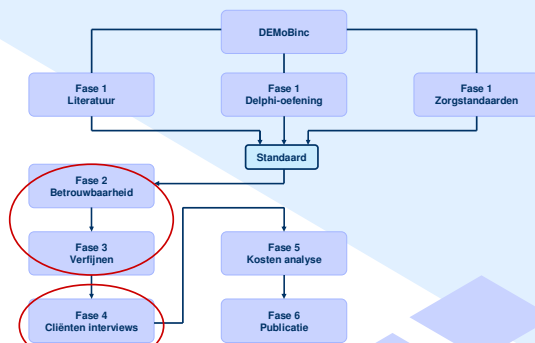 DEMoBinc
Fase 1
Literatuur
Fase 1
Delphi-oefening
Fase 1
Zorgstandaarden
Standaard
Fase 2
Betrouwbaarheid
Fase 3
Verfijnen
Fase 5
Kosten analyse
Fase 4
Cliënten interviews
Fase 6
Publicatie